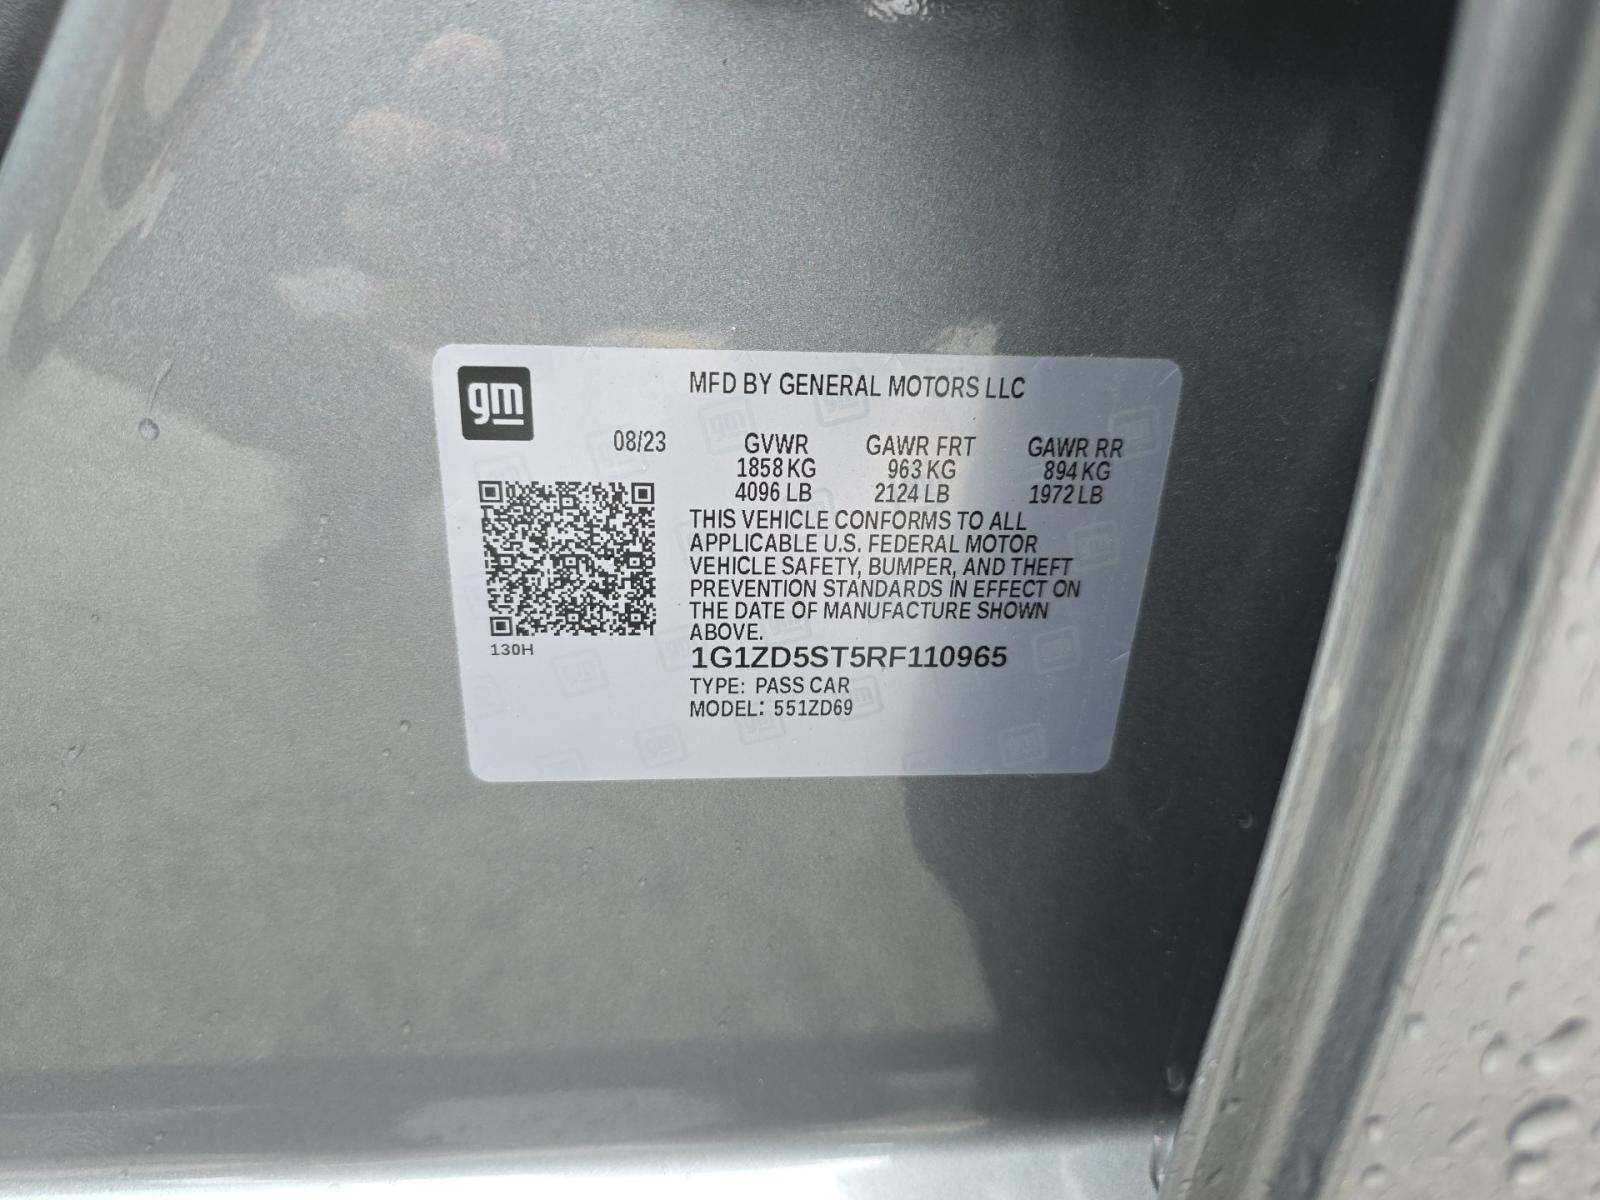 gm
MFD BY GENERAL MOTORS LLC
08/23 GVWR GAWR FRT GAWR RR
1858 KG 963 KG 894 KG
4096 LB 2124 LB 1972 LB
THIS VEHICLE CONFORMS TO ALL
APPLICABLE U.S. FEDERAL MOTOR
VEHICLE SAFETY, BUMPER, AND THEFT
PREVENTION STANDARDS IN EFFECT ON
THE DATE OF MANUFACTURE SHOWN
ABOVE.
130H
1G1ZD5ST5RF110965
TYPE: PASS CAR
MODEL: 551ZD69